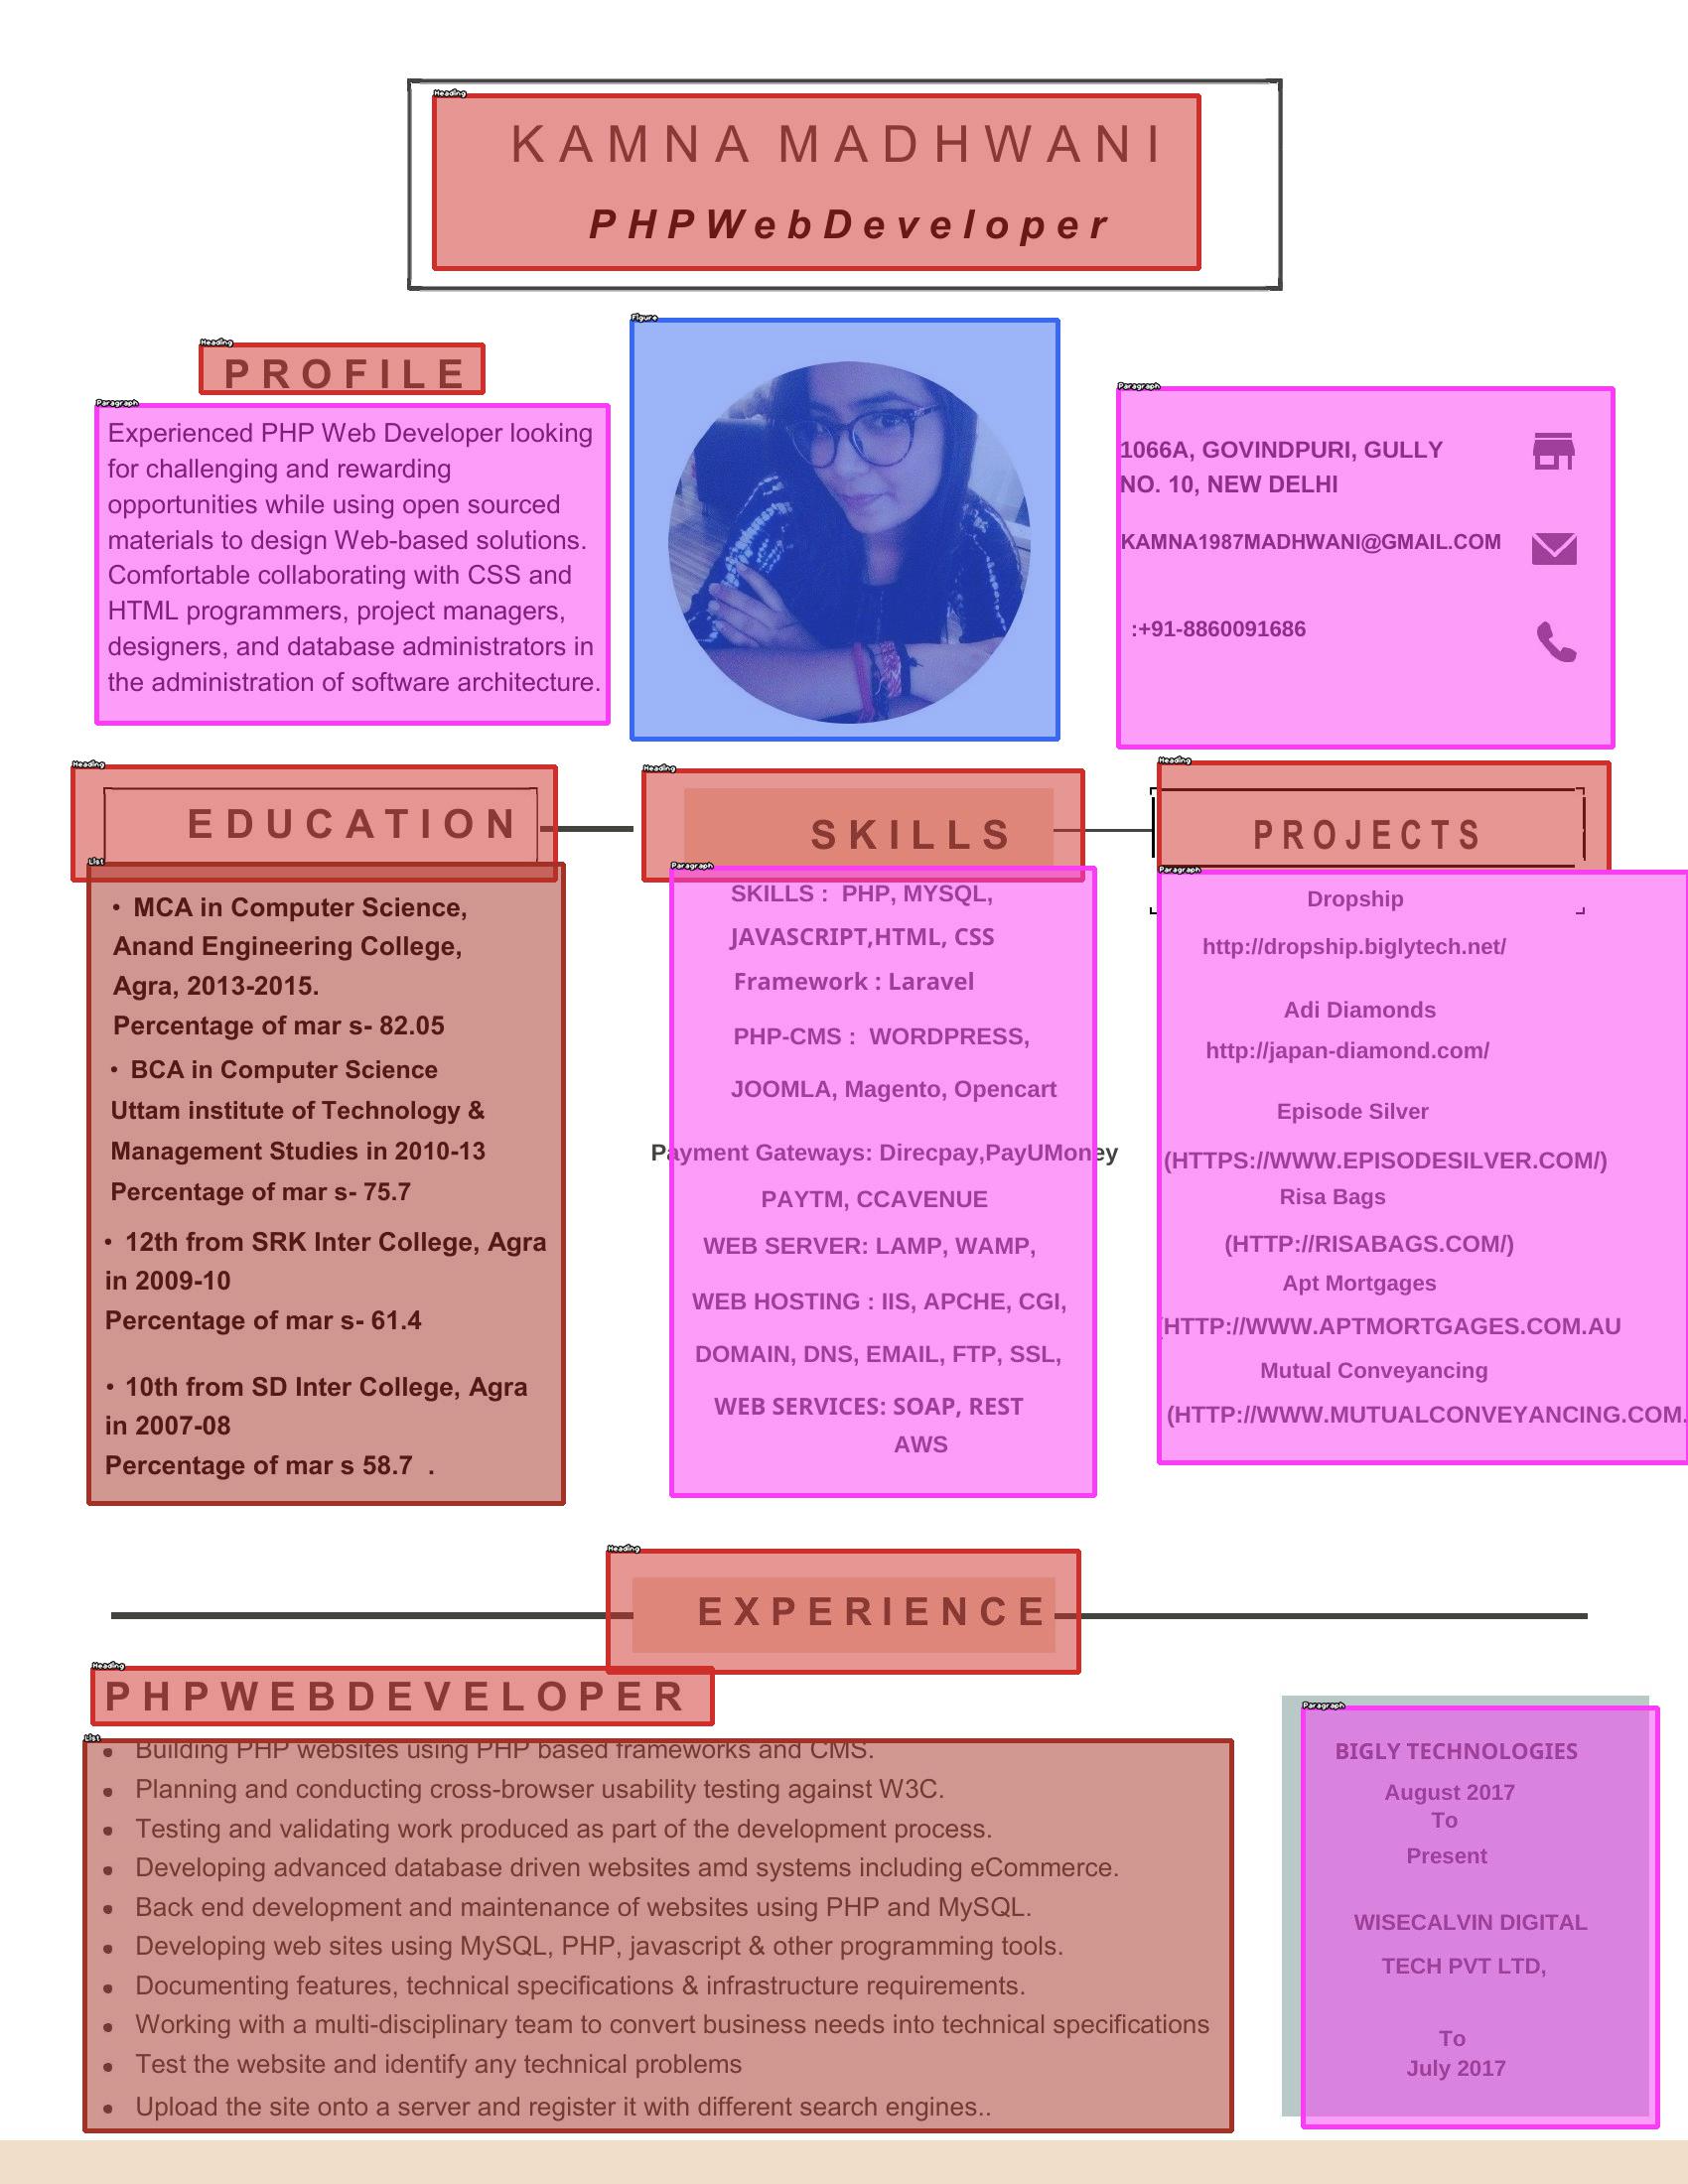 KAMNA MADHWANI
PHPWebDeveloper
PROFILE
Experienced PHP Web Developer looking
for challenging and rewarding
opportunities while using open sourced
materials to design Web-based solutions.
Comfortable collaborating with CSS and
HTML programmers, project managers,
designers, and database administrators in
the administration of software architecture.
Figure
Paragraph
1066A, GOVINDPURI, GULLY
NO. 10, NEW DELHI
KAMNA1987MADHWANI@GMAIL.COM
:+91-8860091686
Heading
EDUCATION
List
• MCA in Computer Science,
Anand Engineering College,
Agra, 2013-2015.
Percentage of mar s- 82.05
• BCA in Computer Science
Uttam institute of Technology &
Management Studies in 2010-13
Percentage of mar s- 75.7
• 12th from SRK Inter College, Agra
in 2009-10
Percentage of mar s- 61.4
• 10th from SD Inter College, Agra
in 2007-08
Percentage of mar s 58.7 .
Heading
SKILLS
Paragraph
SKILLS : PHP, MYSQL,
JAVASCRIPT,HTML, CSS
Framework : Laravel
PHP-CMS : WORDPRESS,
JOOMLA, Magento, Opencart
Payment Gateways: Direcpay,PayUMoney
PAYTM, CCAVENUE
WEB SERVER: LAMP, WAMP,
WEB HOSTING : IIS, APCHE, CGI,
DOMAIN, DNS, EMAIL, FTP, SSL,
WEB SERVICES: SOAP, REST
AWS
Heading
PROJECTS
Paragraph
Dropship
http://dropship.biglytech.net/
Adi Diamonds
http://japan-diamond.com/
Episode Silver
(HTTPS://WWW.EPISODESILVER.COM/)
Risa Bags
(HTTP://RISABAGS.COM/)
Apt Mortgages
HTTP://WWW.APTMORTGAGES.COM.AU
Mutual Conveyancing
(HTTP://WWW.MUTUALCONVEYANCING.COM.
Heading
EXPERIENCE
Heading
PHPWEBDEVELOPER
List
• Building PHP websites using PHP based frameworks and CMS.
• Planning and conducting cross-browser usability testing against W3C.
• Testing and validating work produced as part of the development process.
• Developing advanced database driven websites amd systems including eCommerce.
• Back end development and maintenance of websites using PHP and MySQL.
• Developing web sites using MySQL, PHP, javascript & other programming tools.
• Documenting features, technical specifications & infrastructure requirements.
• Working with a multi-disciplinary team to convert business needs into technical specifications
• Test the website and identify any technical problems
• Upload the site onto a server and register it with different search engines..
Paragraph
BIGLY TECHNOLOGIES
August 2017
To
Present
WISECALVIN DIGITAL
TECH PVT LTD,
To
July 2017